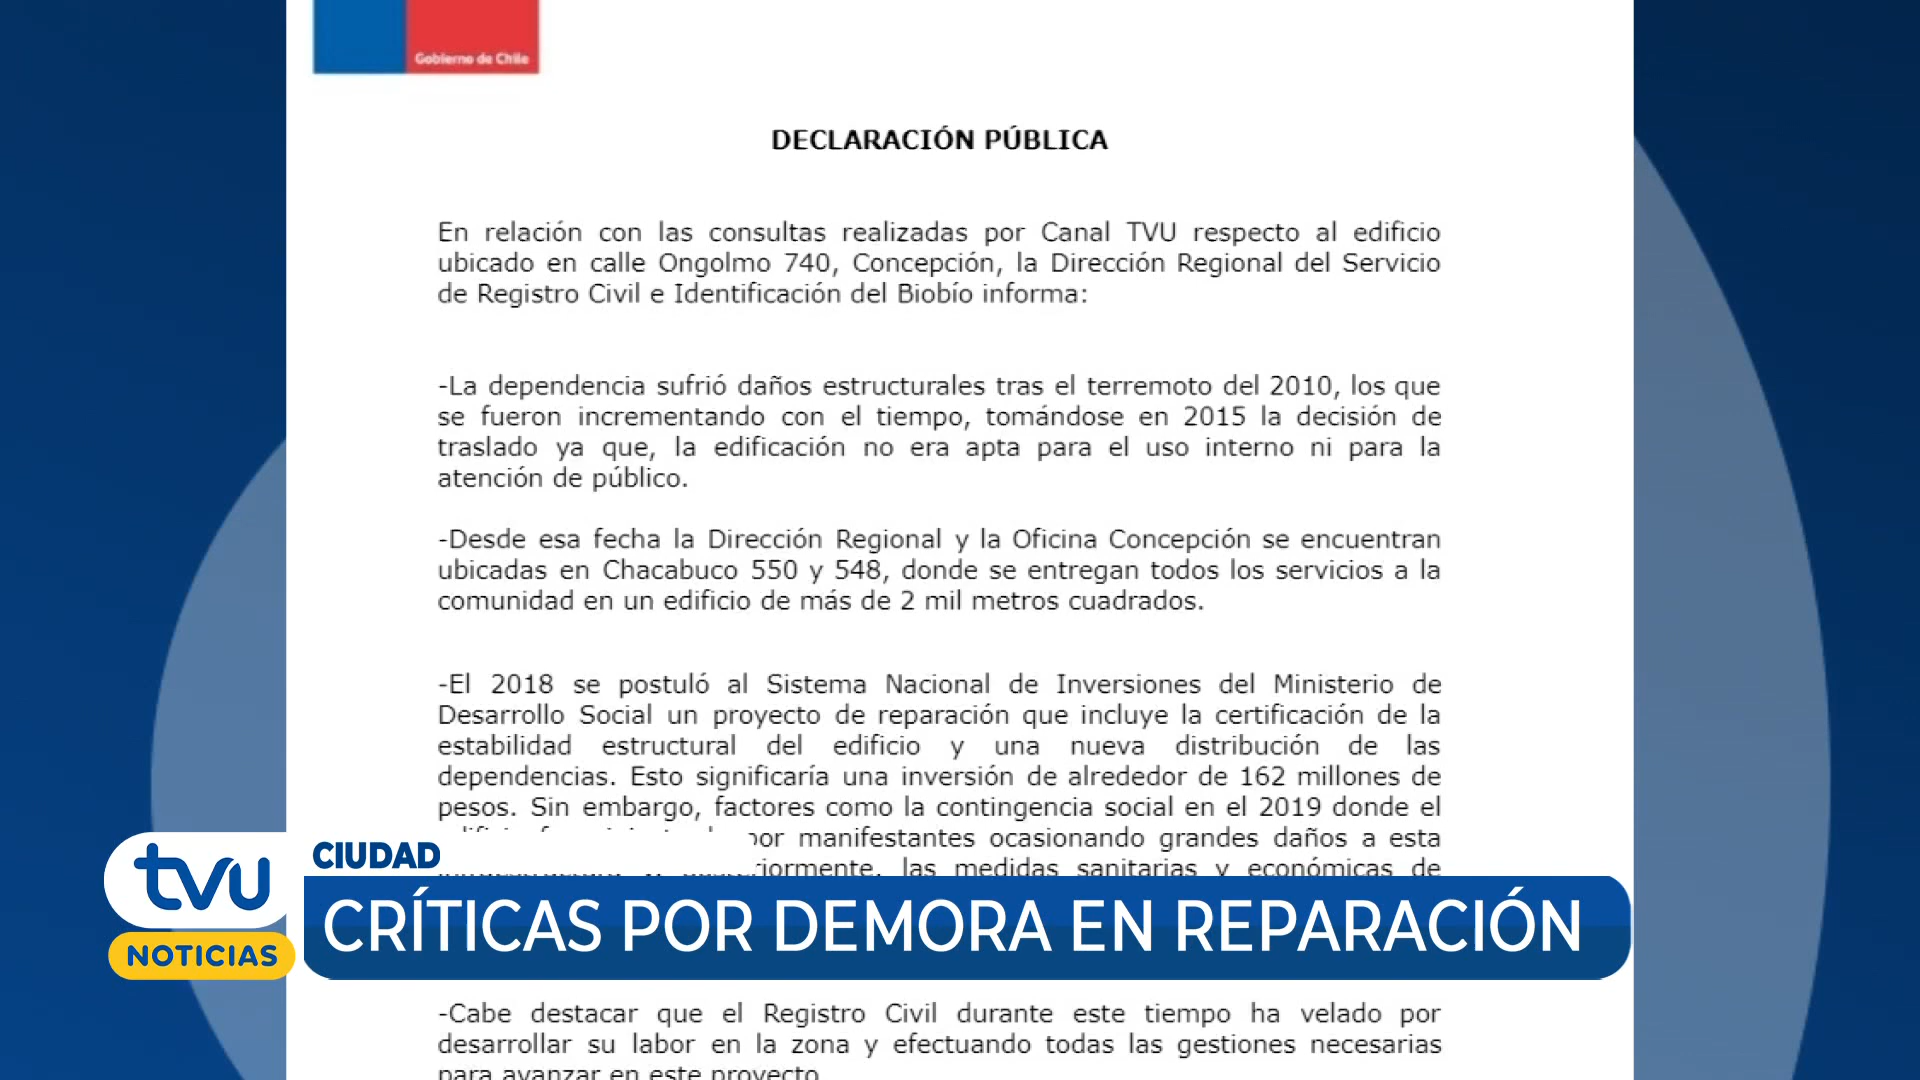 Gobierno de Chile
DECLARACIÓN PÚBLICA
En relación con las consultas realizadas por Canal TVU respecto al edificio
ubicado en calle Ongolmo 740, Concepción, la Dirección Regional del Servicio
de Registro Civil e Identificación del Biobío informa:
-La dependencia sufrió daños estructurales tras el terremoto del 2010, los que
se fueron incrementando con el tiempo, tomándose en 2015 la decisión de
traslado ya que, la edificación no era apta para el uso interno ni para la
atención de público.
-Desde esa fecha la Dirección Regional y la Oficina Concepción se encuentran
ubicadas en Chacabuco 550 y 548, donde se entregan todos los servicios a la
comunidad en un edificio de más de 2 mil metros cuadrados.
-El 2018 se postuló al Sistema Nacional de Inversiones del Ministerio de
Desarrollo Social un proyecto de reparación que incluye la certificación de la
estabilidad estructural del edificio y una nueva distribución de las
dependencias. Esto significaría una inversión de alrededor de 162 millones de
pesos. Sin embargo, factores como la contingencia social en el 2019 donde el
por manifestantes ocasionando grandes daños a esta
las medidas sanitarias y económicas de
CIUDAD
tvu
NOTICIAS
CRÍTICAS POR DEMORA EN REPARACIÓN
-Cabe destacar que el Registro Civil durante este tiempo ha velado por
desarrollar su labor en la zona y efectuando todas las gestiones necesarias
para avanzar en este proyecto.